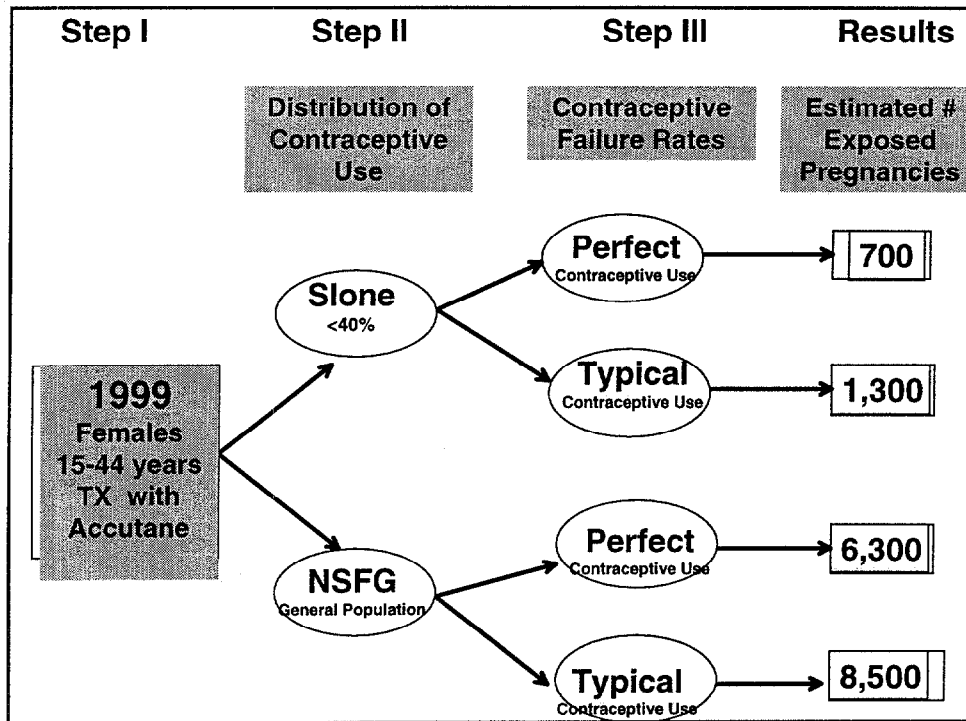 Step I
Step II
Step III
Results
Distribution of
Contraceptive
Use
Contraceptive
Failure Rates
Estimated #
Exposed
Pregnancies
1999
Females
15-44 years
TX with
Accutane
Slone
<40%
Perfect
Contraceptive Use
700
Typical
Contraceptive Use
1,300
NSFG
General Population
Perfect
Contraceptive Use
6,300
Typical
Contraceptive Use
8,500